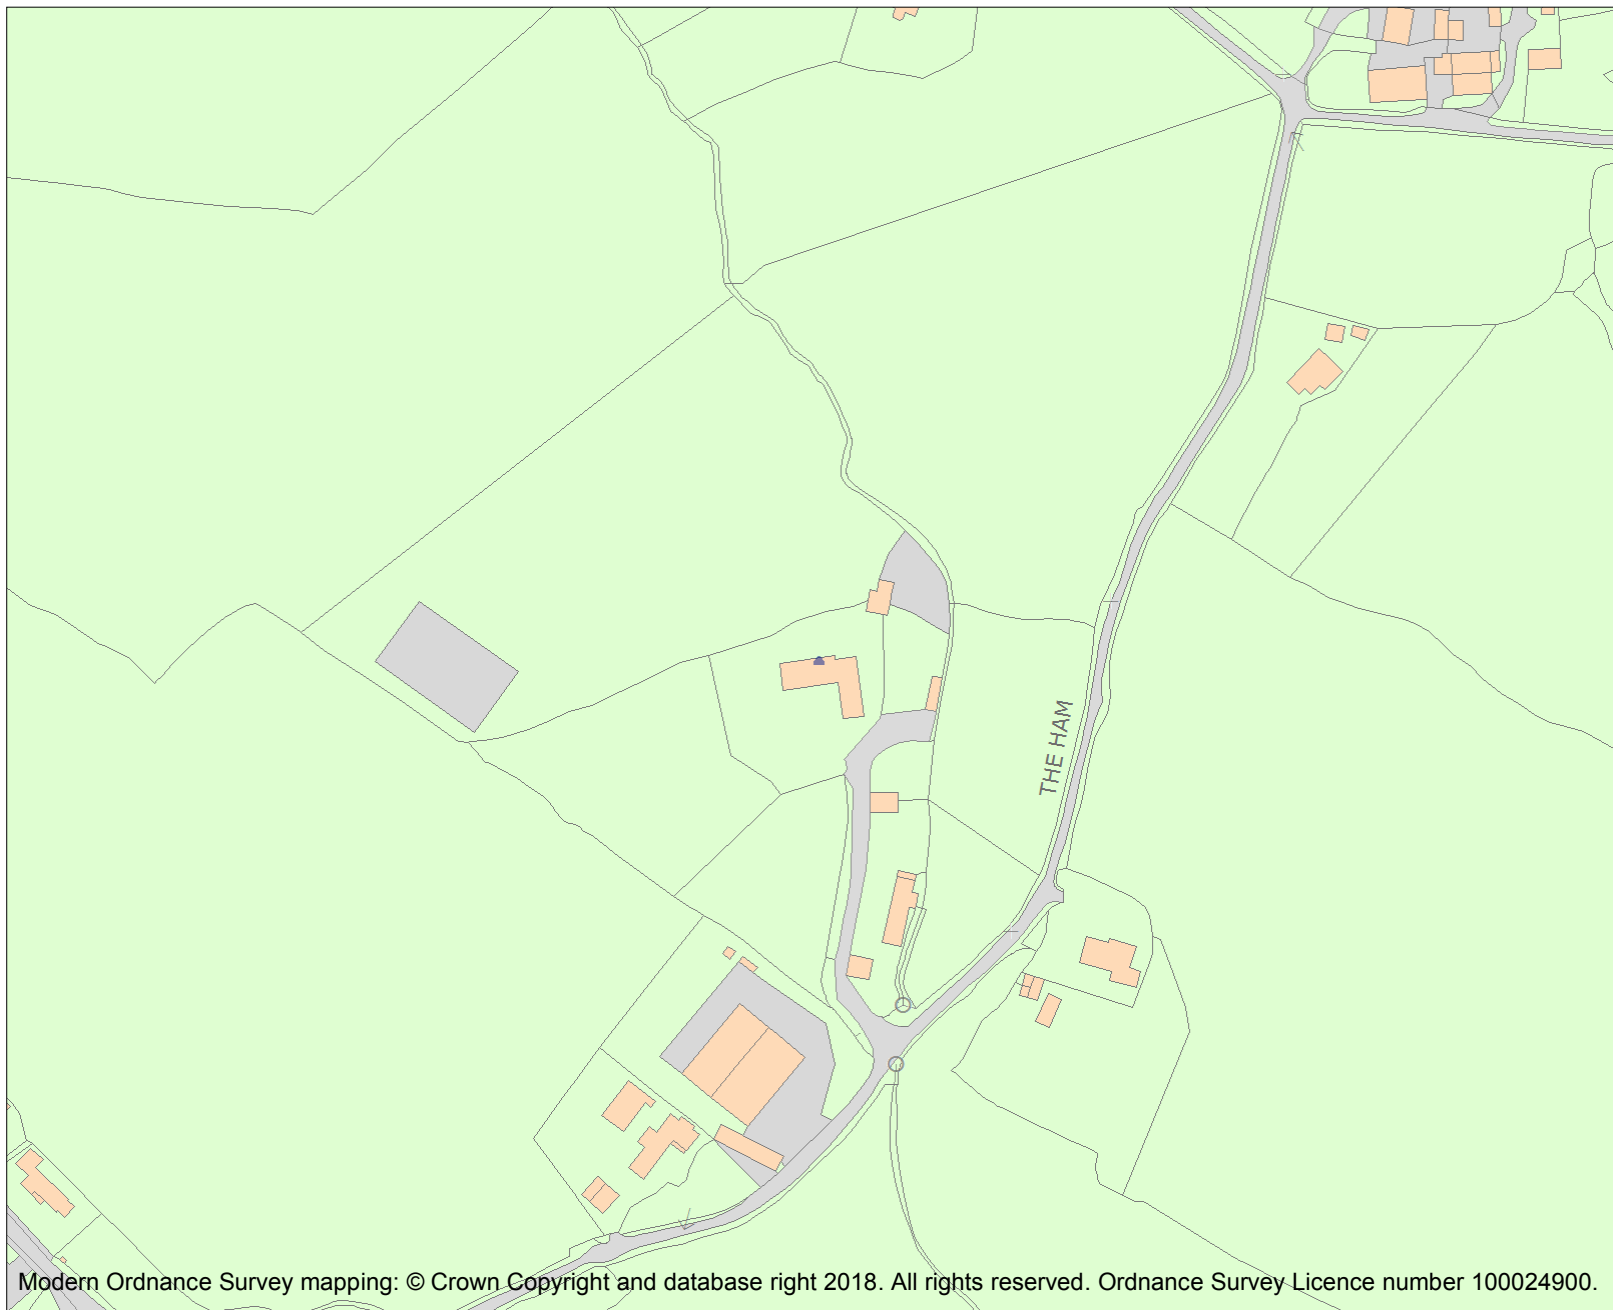 THE HAM
Modern Ordnance Survey mapping: © Crown Copyright and database right 2018. All rights reserved. Ordnance Survey Licence number 100024900.